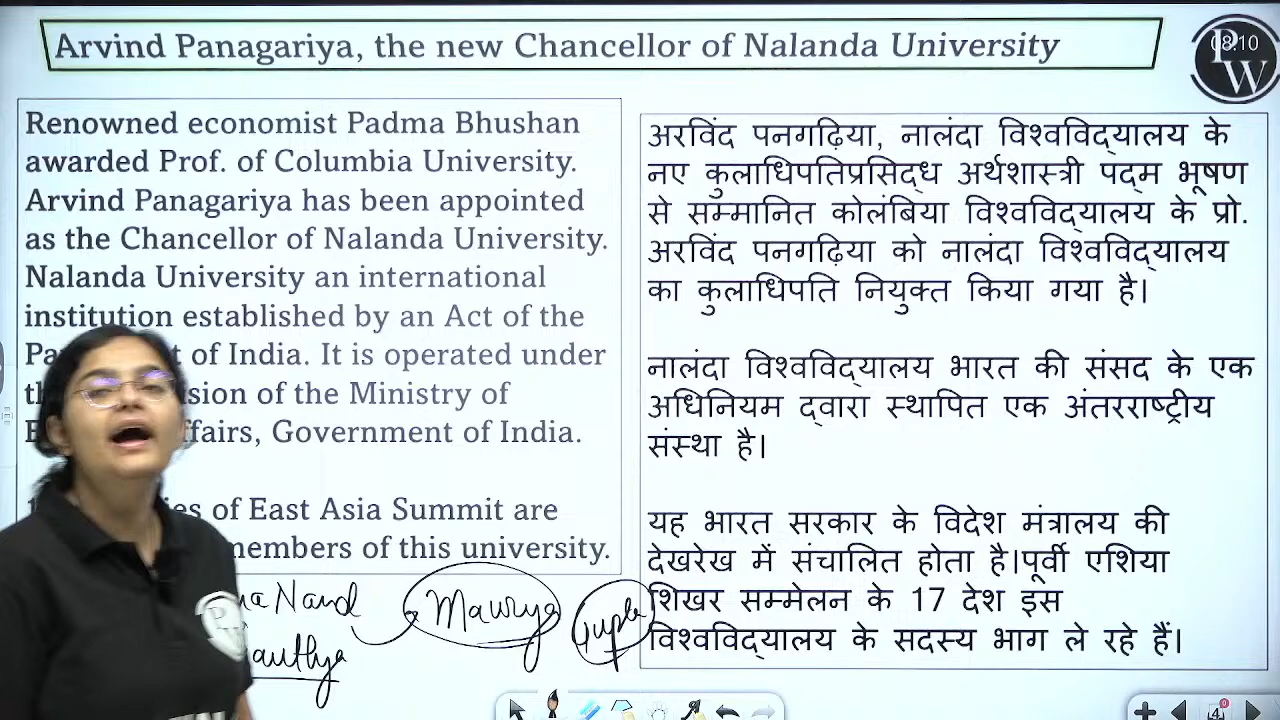 Arvind Panagariya, the new Chancellor of Nalanda University
08:10
PW
Renowned economist Padma Bhushan
awarded Prof. of Columbia University.
Arvind Panagariya has been appointed
as the Chancellor of Nalanda University.
Nalanda University an international
institution established by an Act of the
of India. It is operated under
of the Ministry of
Government of India.
of East Asia Summit are
members of this university.
अरविंद पनगढ़िया, नालंदा विश्वविद्यालय के
नए कुलाधिपतिप्रसिद्ध अर्थशास्त्री पद्म भूषण
से सम्मानित कोलंबिया विश्वविद्यालय के प्रो.
अरविंद पनगढ़िया को नालंदा विश्वविद्यालय
का कुलाधिपति नियुक्त किया गया है।
नालंदा विश्वविद्यालय भारत की संसद के एक
अधिनियम द्वारा स्थापित एक अंतरराष्ट्रीय
संस्था है।
यह भारत सरकार के विदेश मंत्रालय की
देखरेख में संचालित होता है।पूर्वी एशिया
शिखर सम्मेलन के 17 देश इस
विश्वविद्यालय के सदस्य भाग ले रहे हैं।
Nand
Maurya
Gupta
4